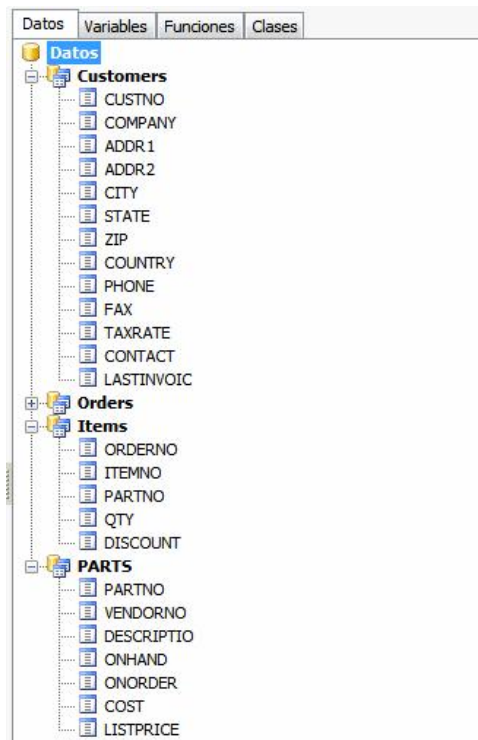 Datos Variables Funciones Clases
Datos
Customers
CUSTNO
COMPANY
ADDR1
ADDR2
CITY
STATE
ZIP
COUNTRY
PHONE
FAX
TAXRATE
CONTACT
LASTINVOIC
Orders
Items
ORDERNO
ITEMNO
PARTNO
QTY
DISCOUNT
PARTS
PARTNO
VENDORNO
DESCRIPTIO
ONHAND
ONORDER
COST
LISTPRICE